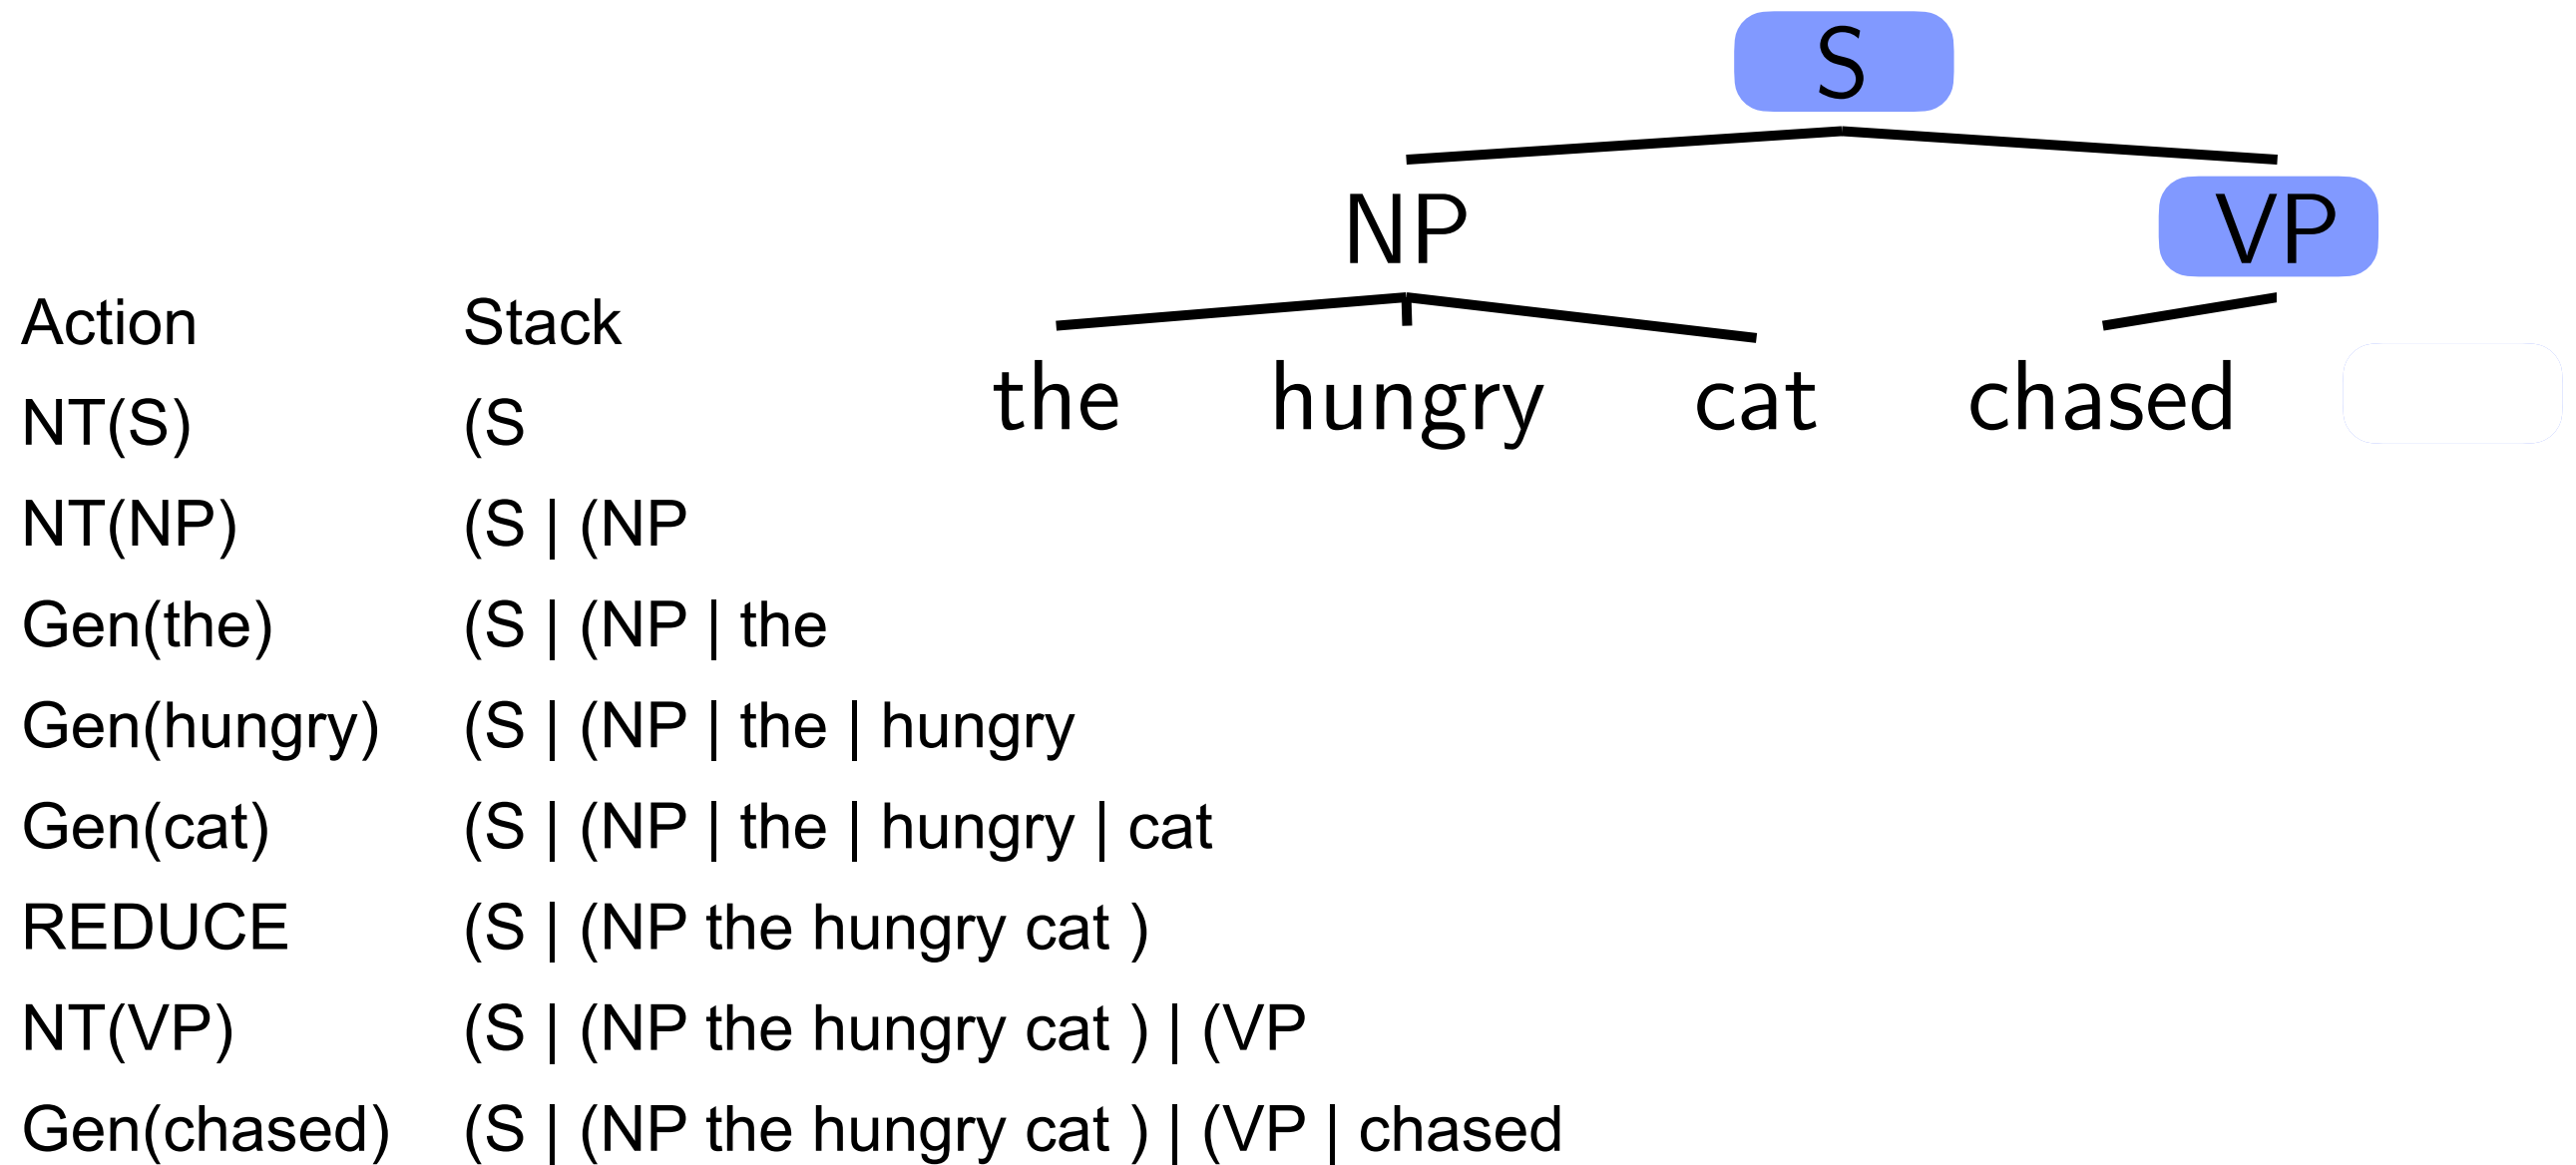 S
NP VP
the hungry cat chased
Action Stack
NT(S) (S
NT(NP) (S | (NP
Gen(the) (S | (NP | the
Gen(hungry) (S | (NP | the | hungry
Gen(cat) (S | (NP | the | hungry | cat
REDUCE (S | (NP the hungry cat )
NT(VP) (S | (NP the hungry cat ) | (VP
Gen(chased) (S | (NP the hungry cat ) | (VP | chased